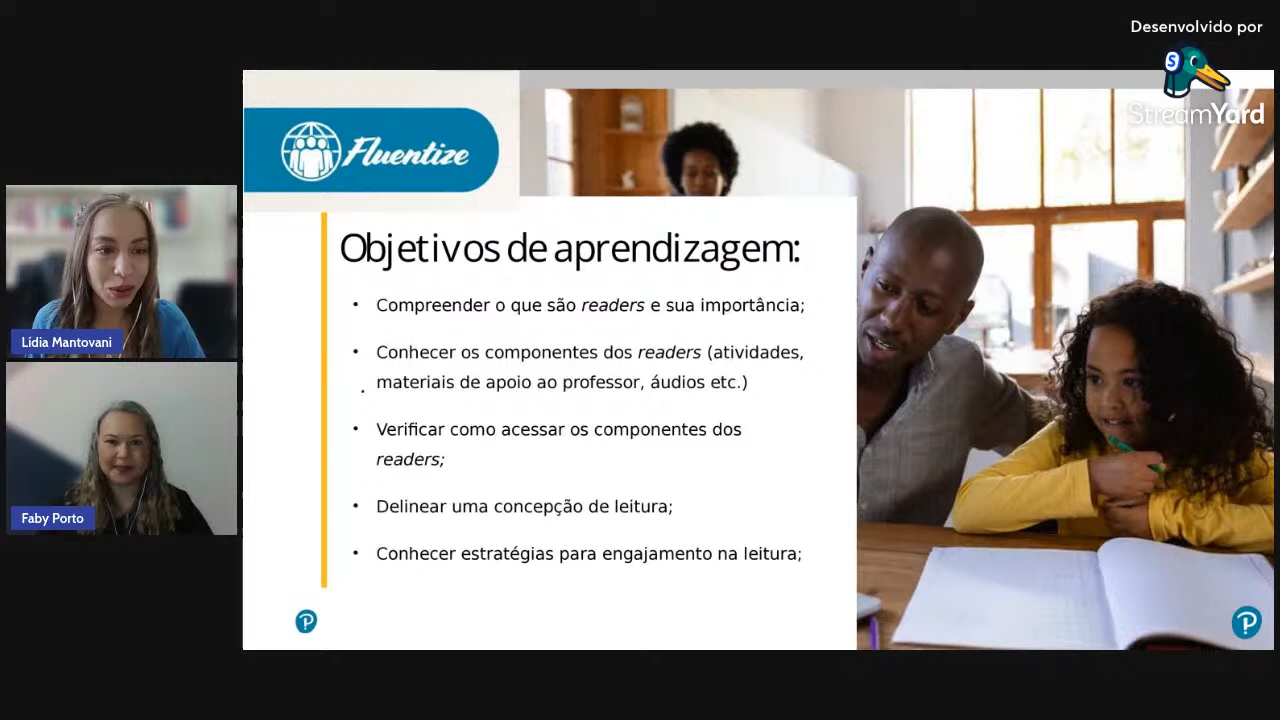 Desenvolvido por
S
StreamYard
Fluentize
Objetivos de aprendizagem:
• Compreender o que são readers e sua importância;
• Conhecer os componentes dos readers (atividades,
. materiais de apoio ao professor, áudios etc.)
• Verificar como acessar os componentes dos
readers;
• Delinear uma concepção de leitura;
• Conhecer estratégias para engajamento na leitura;
Lídia Mantovani
Faby Porto
P
P